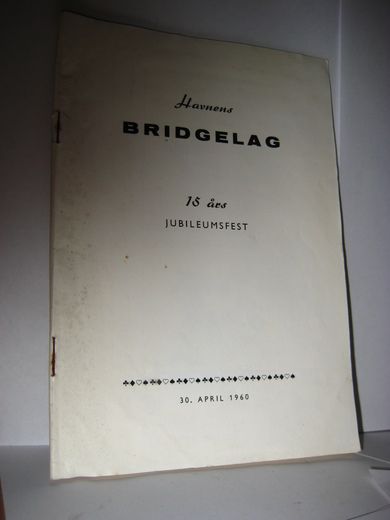 Havnens
BRIDGELAG
15 års
JUBILEUMSFEST
30. APRIL 1960